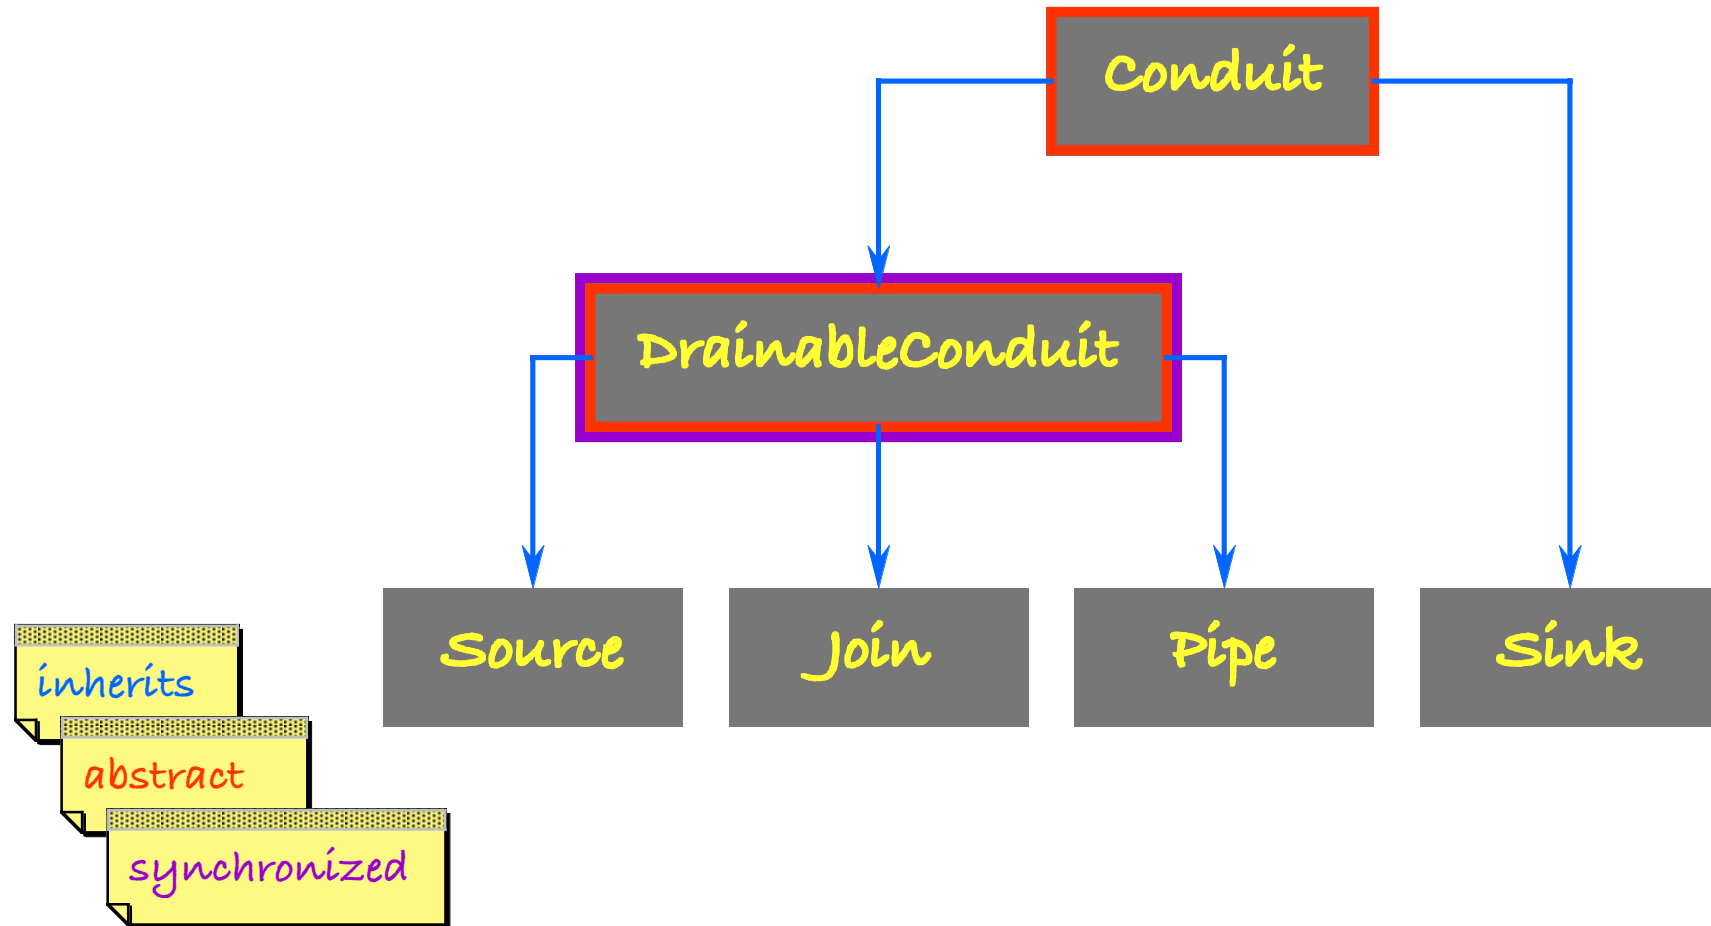 Conduit
DrainableConduit
Source
Join
Pipe
Sink
inherits
abstract
synchronized